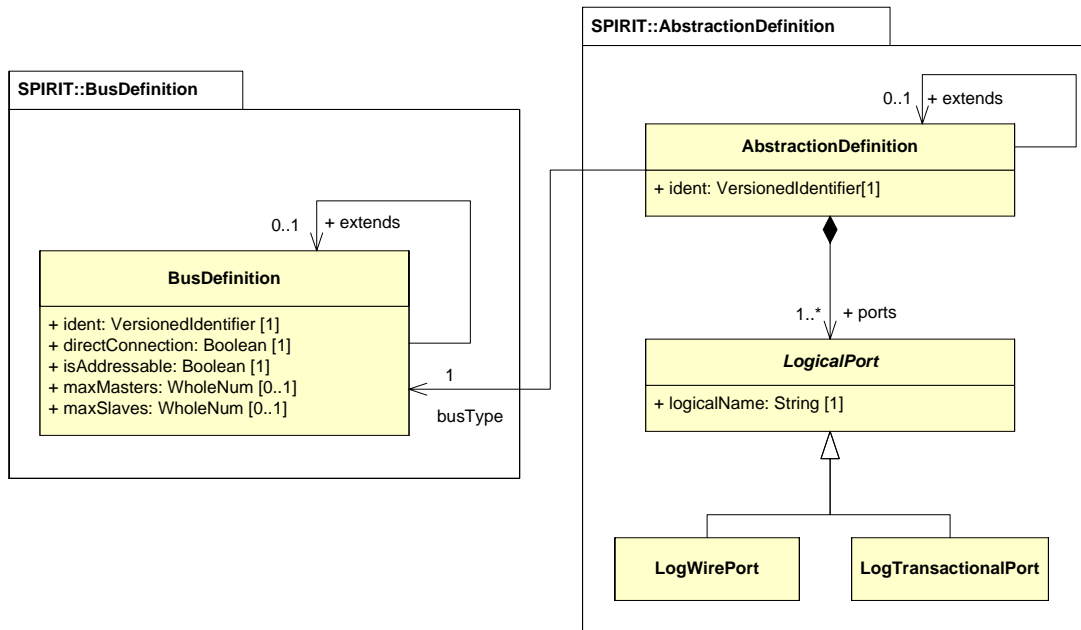 SPIRIT::AbstractionDefinition
SPIRIT::BusDefinition
0..1 + extends
AbstractionDefinition
+ ident: VersionedIdentifier[1]
0..1 + extends
BusDefinition
+ ident: VersionedIdentifier [1]
+ directConnection: Boolean [1]
+ isAddressable: Boolean [1]
+ maxMasters: WholeNum [0..1]
+ maxSlaves: WholeNum [0..1]
1
busType
1..* + ports
LogicalPort
+ logicalName: String [1]
LogWirePort
LogTransactionalPort